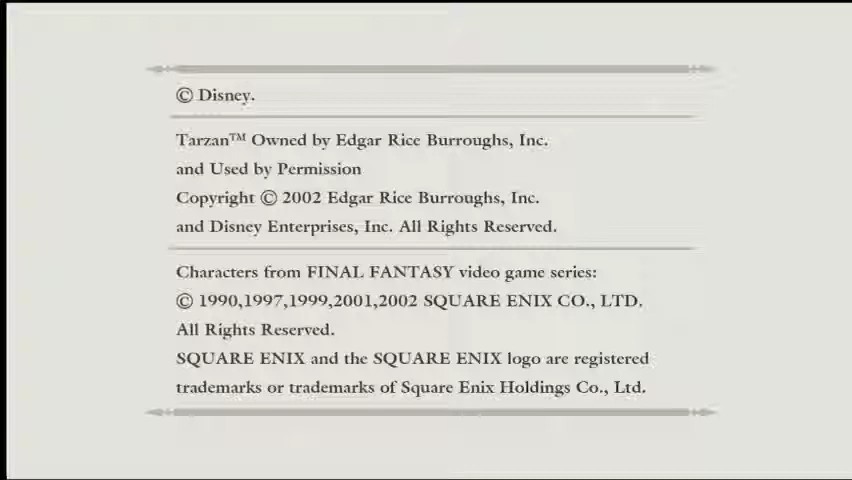 © Disney.
Tarzan™ Owned by Edgar Rice Burroughs, Inc.
and Used by Permission
Copyright © 2002 Edgar Rice Burroughs, Inc.
and Disney Enterprises, Inc. All Rights Reserved.
Characters from FINAL FANTASY video game series:
© 1990,1997,1999,2001,2002 SQUARE ENIX CO., LTD.
All Rights Reserved.
SQUARE ENIX and the SQUARE ENIX logo are registered
trademarks or trademarks of Square Enix Holdings Co., Ltd.